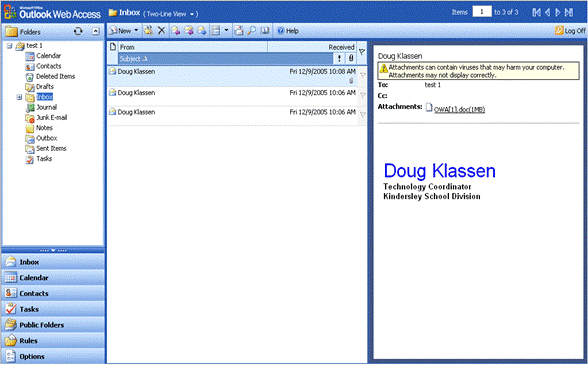 Microsoft Office
Outlook Web Access
Inbox (Two-Line View)
Items 1 to 3 of 3
Folders
New
Help
Log Off
test 1
Calendar
Contacts
Deleted Items
Drafts
Inbox
Journal
Junk E-mail
Notes
Outbox
Sent Items
Tasks
Inbox
Calendar
Contacts
Tasks
Public Folders
Rules
Options
From Received
Subject
Doug Klassen Fri 12/9/2005 10:08 AM
Doug Klassen Fri 12/9/2005 10:06 AM
Doug Klassen Fri 12/9/2005 10:06 AM
Doug Klassen
Attachments can contain viruses that may harm your computer.
Attachments may not display correctly.
To: test 1
Cc:
Attachments: OWA[1].doc(1MB)
Doug Klassen
Technology Coordinator
Kindersley School Division